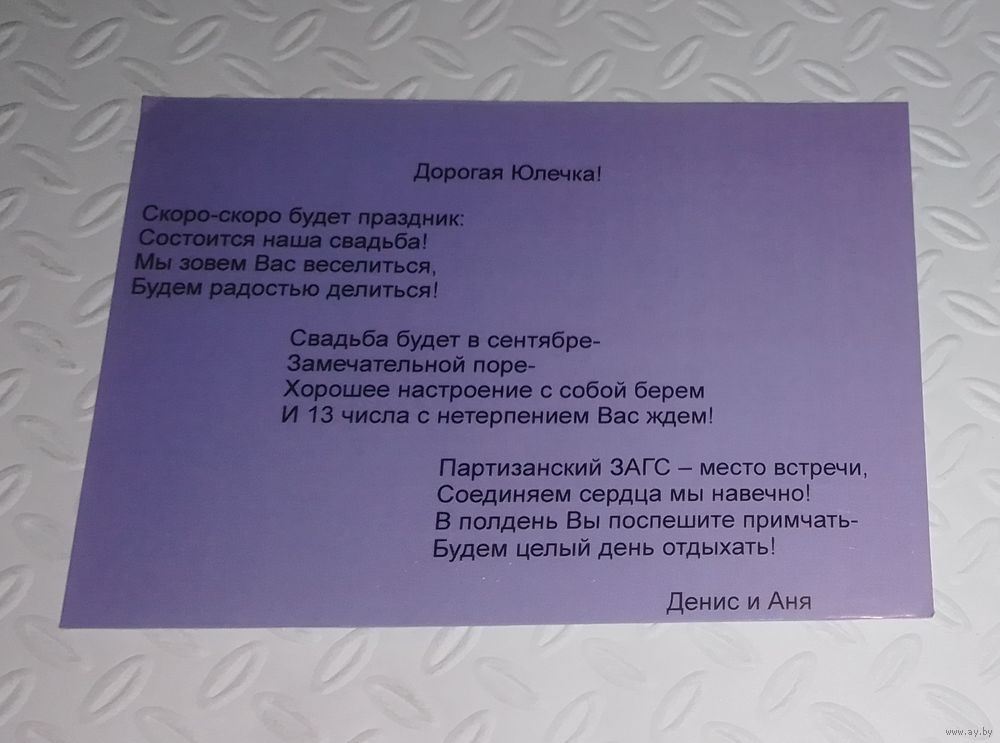 Дорогая Юлечка!
Скоро-скоро будет праздник:
Состоится наша свадьба!
Мы зовем Вас веселиться,
Будем радостью делиться!
Свадьба будет в сентябре-
Замечательной поре-
Хорошее настроение с собой берем
И 13 числа с нетерпением Вас ждем!
Партизанский ЗАГС – место встречи,
Соединяем сердца мы навечно!
В полдень Вы поспешите примчать-
Будем целый день отдыхать!
Денис и Аня
www.ay.by